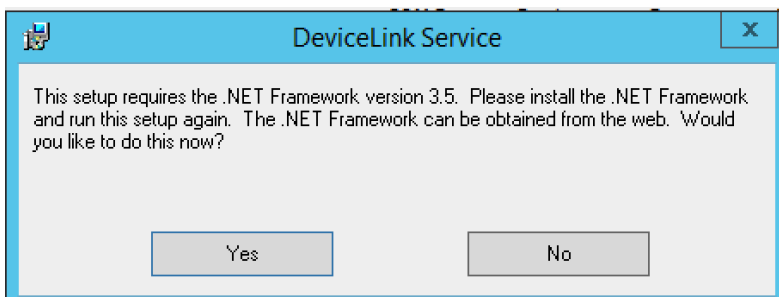 DeviceLink Service
x
This setup requires the .NET Framework version 3.5.  Please install the .NET Framework
and run this setup again.  The .NET Framework can be obtained from the web.  Would
you like to do this now?
Yes
No